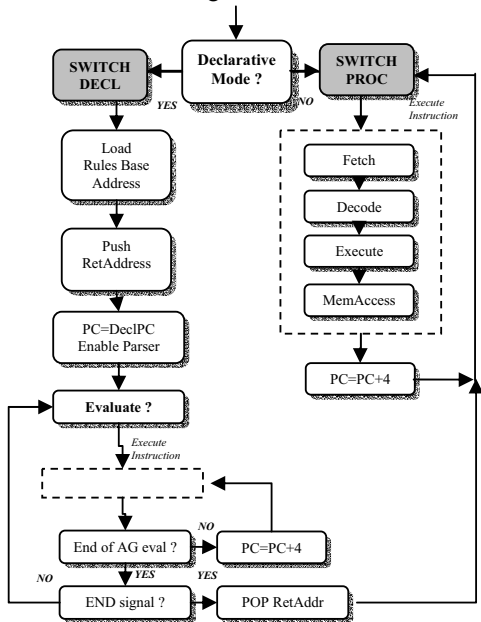 Declarative
Mode ?
SWITCH
DECL
SWITCH
PROC
YES
NO
Execute
Instruction
Load
Rules Base
Address
Fetch
Decode
Push
RetAddress
Execute
MemAccess
PC=DeclPC
Enable Parser
PC=PC+4
Evaluate ?
Execute
Instruction
End of AG eval ?
NO
PC=PC+4
NO
YES
YES
END signal ?
POP RetAddr